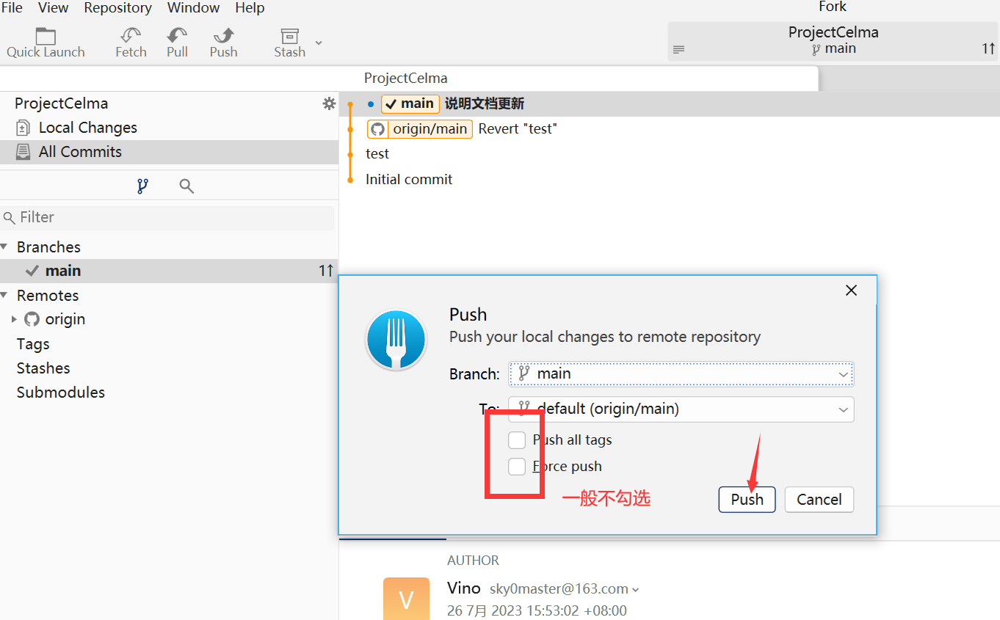 File View Repository Window Help
Fork
Quick Launch Fetch Pull Push Stash
ProjectCelma
main 1↑
ProjectCelma
ProjectCelma
Local Changes
All Commits
Filter
Branches
main 1↑
Remotes
origin
Tags
Stashes
Submodules
main 说明文档更新
origin/main Revert "test"
test
Initial commit
Push
Push your local changes to remote repository
Branch: main
To: default (origin/main)
Push all tags
Force push
一般不勾选
Push Cancel
AUTHOR
V
Vino sky0master@163.com
26 7月 2023 15:53:02 +08:00